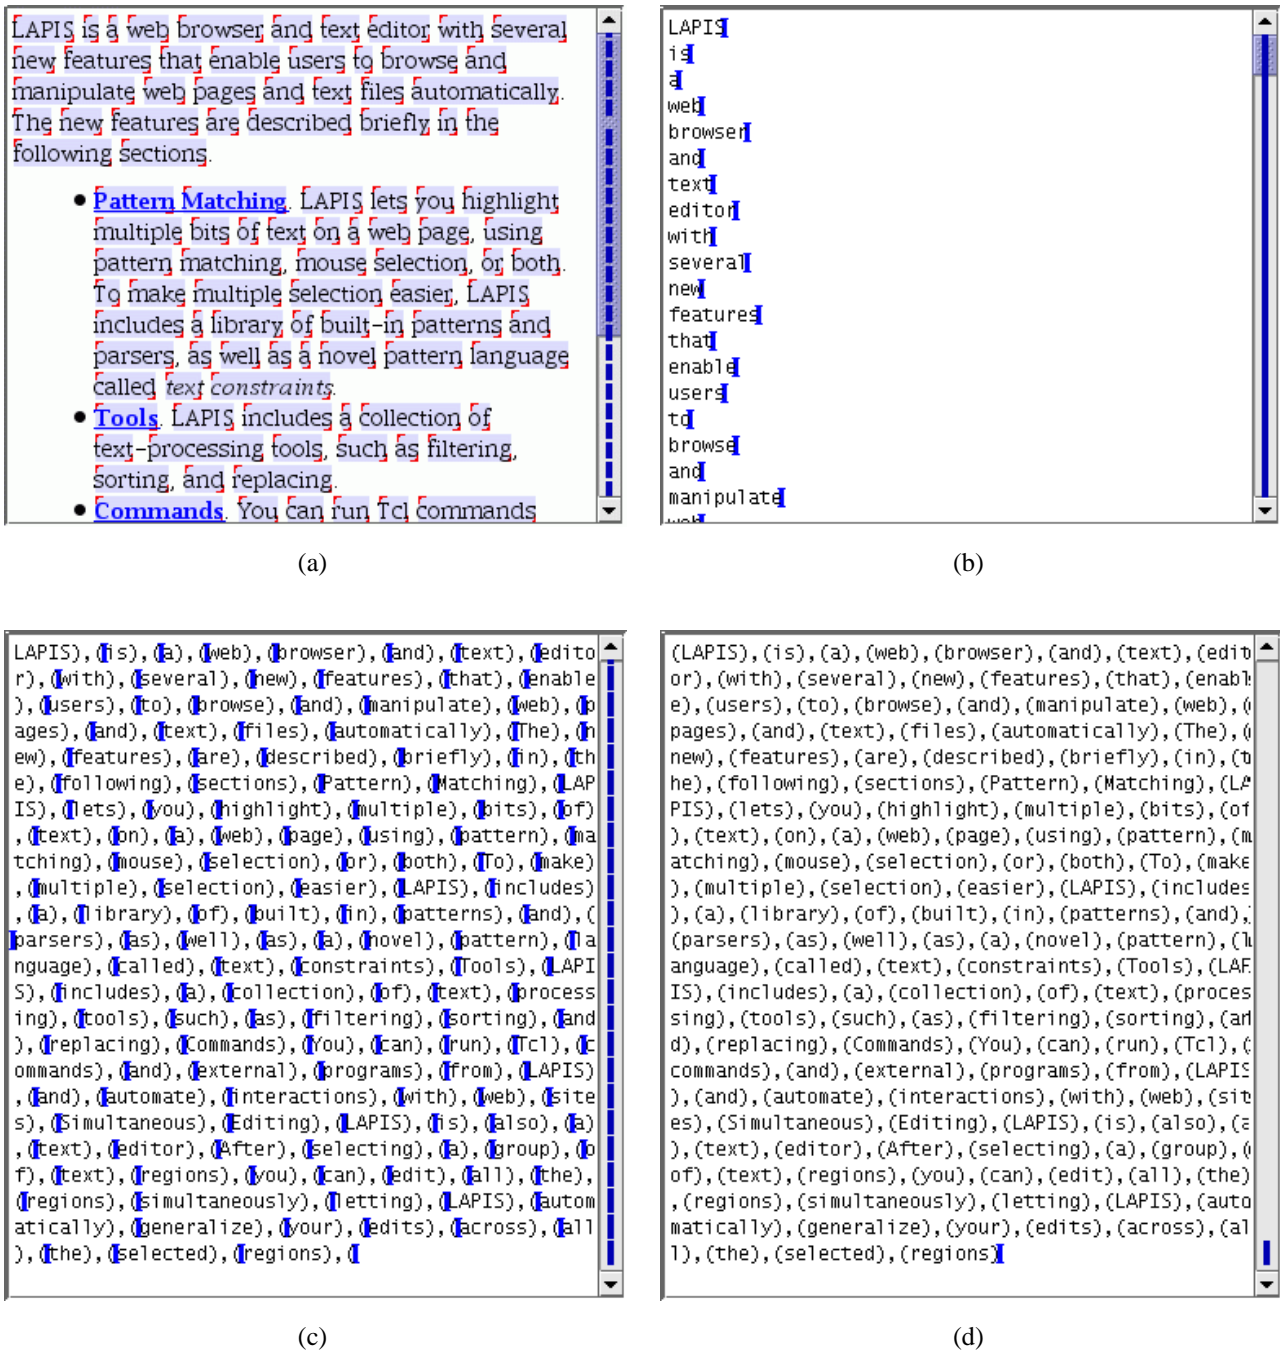 LAPIS is a web browser and text editor with several
new features that enable users to browse and
manipulate web pages and text files automatically.
The new features are described briefly in the
following sections.
Pattern Matching. LAPIS lets you highlight
multiple bits of text on a web page, using
pattern matching, mouse selection, or both.
To make multiple selection easier, LAPIS
includes a library of built-in patterns and
parsers, as well as a novel pattern language
called text constraints.
Tools. LAPIS includes a collection of
text-processing tools, such as filtering,
sorting, and replacing.
Commands. You can run Tcl commands
(a)
LAPIS
is
a
web
browser
and
text
editor
with
several
new
features
that
enable
users
to
browse
and
manipulate
web
(b)
LAPIS),(is),(a),(web),(browser),(and),(text),(edito
r),(with),(several),(new),(features),(that),(enable
),(users),(to),(browse),(and),(manipulate),(web),(p
ages),(and),(text),(files),(automatically),(The),(n
ew),(features),(are),(described),(briefly),(in),(th
e),(following),(sections),(Pattern),(Matching),(LAP
IS),(lets),(you),(highlight),(multiple),(bits),(of)
,(text),(on),(a),(web),(page),(using),(pattern),(ma
tching),(mouse),(selection),(or),(both),(To),(make)
,(multiple),(selection),(easier),(LAPIS),(includes)
,(a),(library),(of),(built),(in),(patterns),(and),(
parsers),(as),(well),(as),(a),(novel),(pattern),(la
nguage),(called),(text),(constraints),(Tools),(LAPI
S),(includes),(a),(collection),(of),(text),(process
ing),(tools),(such),(as),(filtering),(sorting),(and
),(replacing),(Commands),(You),(can),(run),(Tcl),(c
ommands),(and),(external),(programs),(from),(LAPIS)
,(and),(automate),(interactions),(with),(web),(site
s),(Simultaneous),(Editing),(LAPIS),(is),(also),(a)
,(text),(editor),(After),(selecting),(a),(group),(o
f),(text),(regions),(you),(can),(edit),(all),(the),
(regions),(simultaneously),(letting),(LAPIS),(autom
atically),(generalize),(your),(edits),(across),(all
),(the),(selected),(regions),(
(c)
(LAPIS),(is),(a),(web),(browser),(and),(text),(edit
or),(with),(several),(new),(features),(that),(enabl
e),(users),(to),(browse),(and),(manipulate),(web),(
pages),(and),(text),(files),(automatically),(The),(
new),(features),(are),(described),(briefly),(in),(t
he),(following),(sections),(Pattern),(Matching),(LA
PIS),(lets),(you),(highlight),(multiple),(bits),(of
),(text),(on),(a),(web),(page),(using),(pattern),(m
atching),(mouse),(selection),(or),(both),(To),(make
),(multiple),(selection),(easier),(LAPIS),(includes
),(a),(library),(of),(built),(in),(patterns),(and),
(parsers),(as),(well),(as),(a),(novel),(pattern),(l
anguage),(called),(text),(constraints),(Tools),(LAP
IS),(includes),(a),(collection),(of),(text),(proces
sing),(tools),(such),(as),(filtering),(sorting),(an
d),(replacing),(Commands),(You),(can),(run),(Tcl),(
commands),(and),(external),(programs),(from),(LAPIS
),(and),(automate),(interactions),(with),(web),(sit
es),(Simultaneous),(Editing),(LAPIS),(is),(also),(a
),(text),(editor),(After),(selecting),(a),(group),(
of),(text),(regions),(you),(can),(edit),(all),(the)
,(regions),(simultaneously),(letting),(LAPIS),(auto
matically),(generalize),(your),(edits),(across),(al
l),(the),(selected),(regions)
(d)